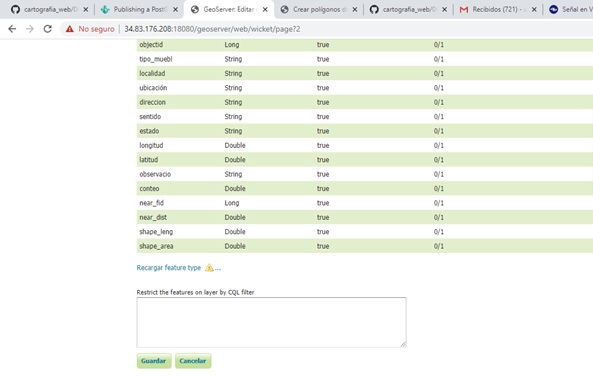 cartografia_web/0
Publishing a Post
GeoServer: Editar
Crear polígonos d
cartografia_web/0
Recibidos (721) - a
Señal en V
No seguro | 34.83.176.208:18080/geoserver/web/wicket/page?2
objectid Long true 0/1
tipo_muebl String true 0/1
localidad String true 0/1
ubicación String true 0/1
direccion String true 0/1
sentido String true 0/1
estado String true 0/1
longitud Double true 0/1
latitud Double true 0/1
observacio String true 0/1
conteo Double true 0/1
near_fid Long true 0/1
near_dist Double true 0/1
shape_leng Double true 0/1
shape_area Double true 0/1
Recargar feature type ...
Restrict the features on layer by CQL filter
Guardar Cancelar